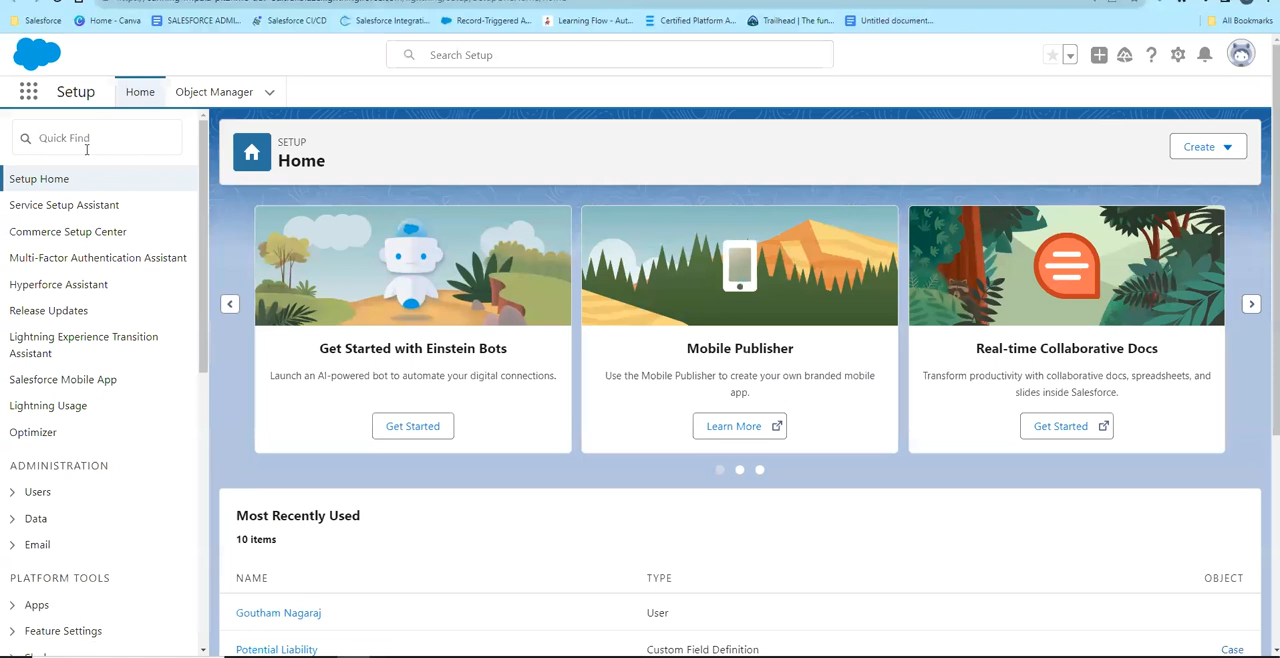 Salesforce
Home - Canva
SALESFORCE ADMI...
Salesforce CI/CD
Salesforce Integrati...
Record-Triggered A...
Learning Flow - Aut...
Certified Platform A...
Trailhead | The fun...
Untitled document...
All Bookmarks
Search Setup
Setup
Home
Object Manager
Quick Find
Setup Home
Service Setup Assistant
Commerce Setup Center
Multi-Factor Authentication Assistant
Hyperforce Assistant
Release Updates
Lightning Experience Transition
Assistant
Salesforce Mobile App
Lightning Usage
Optimizer
ADMINISTRATION
Users
Data
Email
PLATFORM TOOLS
Apps
Feature Settings
SETUP
Home
Create
Get Started with Einstein Bots
Launch an AI-powered bot to automate your digital connections.
Get Started
Mobile Publisher
Use the Mobile Publisher to create your own branded mobile
app.
Learn More
Real-time Collaborative Docs
Transform productivity with collaborative docs, spreadsheets, and
slides inside Salesforce.
Get Started
Most Recently Used
10 items
NAME
TYPE
OBJECT
Goutham Nagaraj
User
Potential Liability
Custom Field Definition
Case